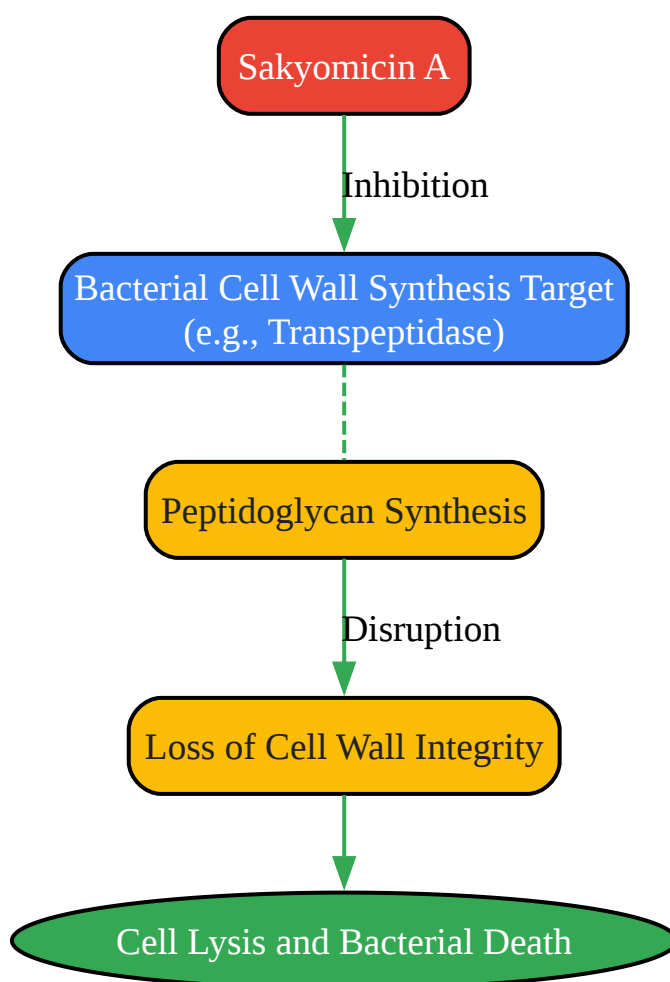 Sakyomicin A
Inhibition
Bacterial Cell Wall Synthesis Target
(e.g., Transpeptidase)
Peptidoglycan Synthesis
Disruption
Loss of Cell Wall Integrity
Cell Lysis and Bacterial Death